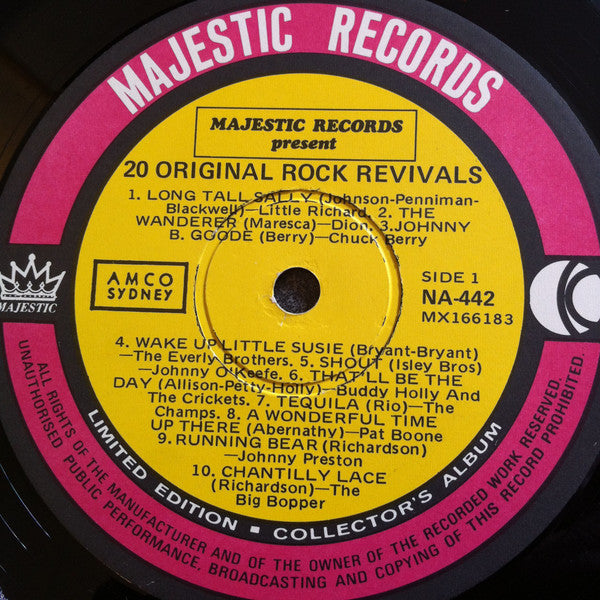 MAJESTIC RECORDS
MAJESTIC RECORDS
present
20 ORIGINAL ROCK REVIVALS
1. LONG TALL SALLY (Johnson-Penniman-
Blackwell)—Little Richard. 2. THE
WANDERER (Maresca)—Dion. 3.JOHNNY
B. GOODE (Berry)—Chuck Berry
AMCO
SYDNEY
SIDE 1
NA-442
MX166183
MAJESTIC
4. WAKE UP LITTLE SUSIE (Bryant-Bryant)
—The Everly Brothers. 5. SHOUT (Isley Bros)
—Johnny O'Keefe. 6. THAT'LL BE THE
DAY (Allison-Petty-Holly)—Buddy Holly And
The Crickets. 7. TEQUILA (Rio)—The
Champs. 8. A WONDERFUL TIME
UP THERE (Abernathy)—Pat Boone
9. RUNNING BEAR (Richardson)
—Johnny Preston
10. CHANTILLY LACE
(Richardson)—The
Big Bopper
LIMITED EDITION ▪ COLLECTOR'S ALBUM
ALL RIGHTS OF THE MANUFACTURER AND OF THE OWNER OF THE RECORDED WORK RESERVED.
UNAUTHORISED PUBLIC PERFORMANCE, BROADCASTING AND COPYING OF THIS RECORD PROHIBITED.